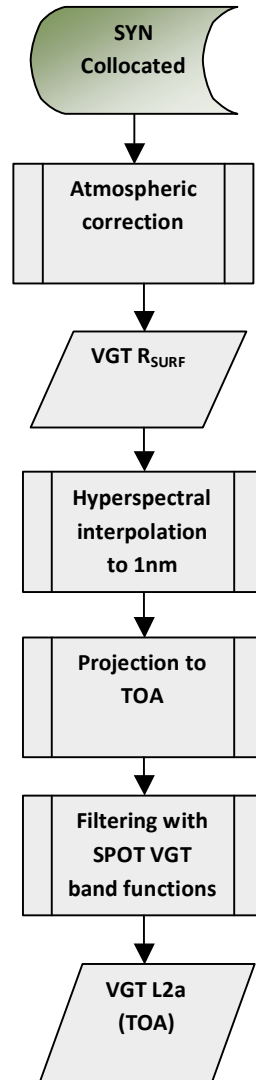 SYN
Collocated
Atmospheric
correction
VGT R_SURF
Hyperspectral
interpolation
to 1nm
Projection to
TOA
Filtering with
SPOT VGT
band functions
VGT L2a
(TOA)